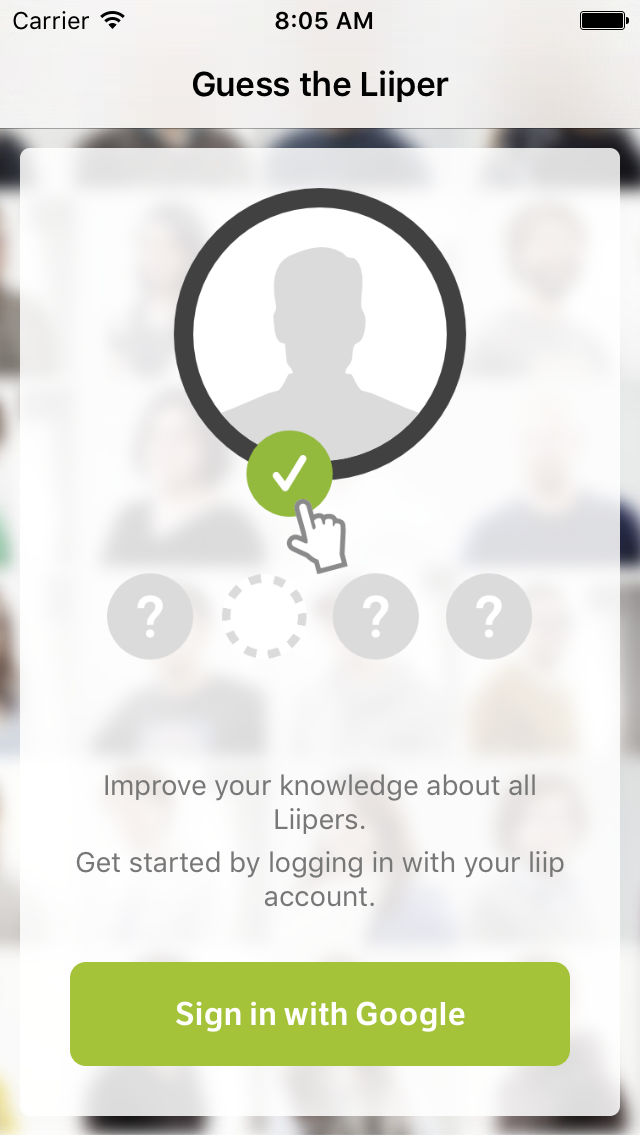 Carrier 8:05 AM
Guess the Liiper
? ? ?
Improve your knowledge about all
Liipers.
Get started by logging in with your liip
account.
Sign in with Google